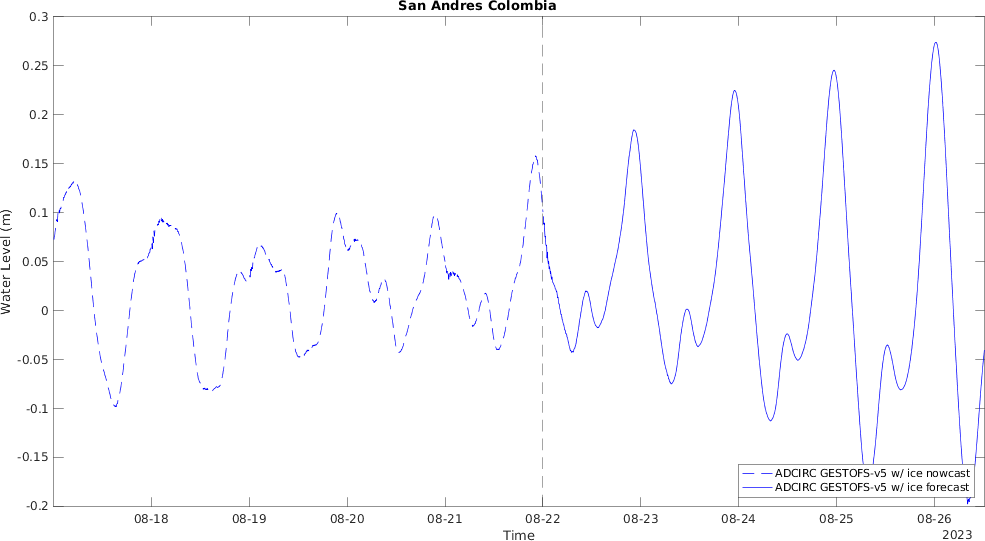 San Andres Colombia
0.3
0.25
0.2
0.15
0.1
0.05
0
-0.05
-0.1
-0.15
-0.2
Water Level (m)
ADCIRC GESTOFS-v5 w/ ice nowcast
ADCIRC GESTOFS-v5 w/ ice forecast
08-18 08-19 08-20 08-21 08-22 08-23 08-24 08-25 08-26
Time
2023